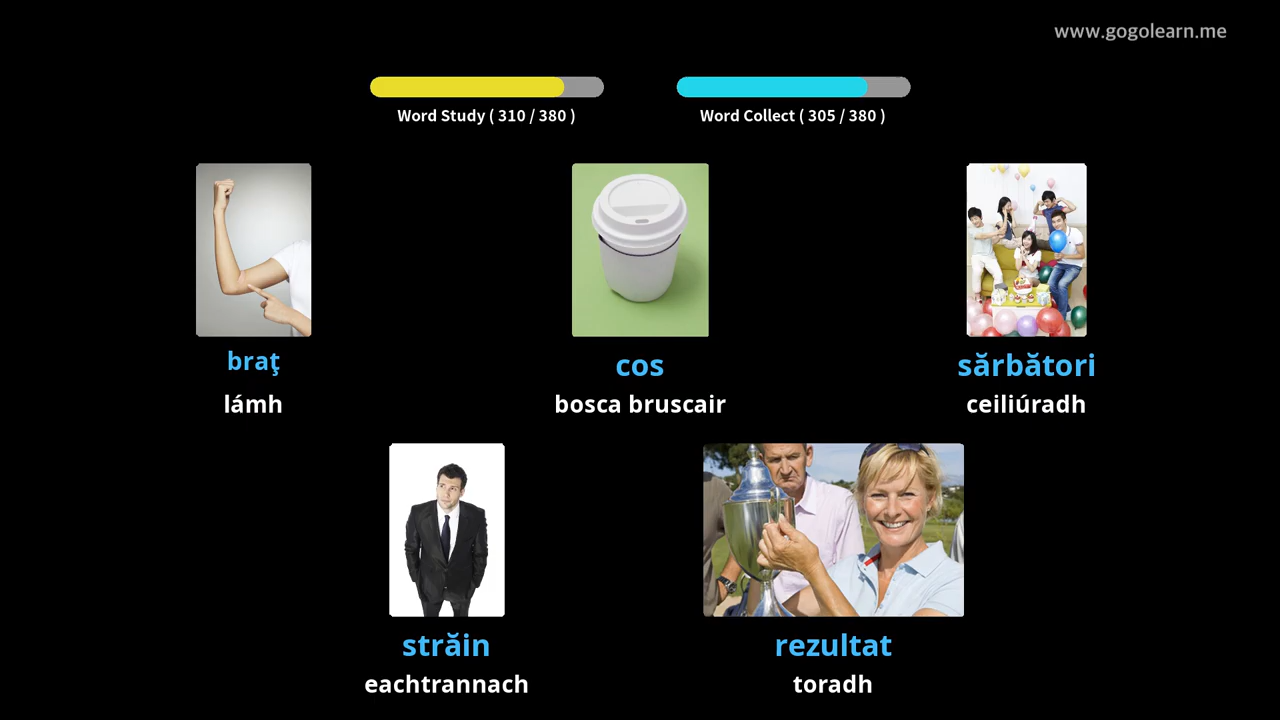 www.gogolearn.me
Word Study ( 310 / 380 )
Word Collect ( 305 / 380 )
braţ
cos
sărbători
lámh
bosca bruscair
ceiliúradh
străin
rezultat
eachtrannach
toradh